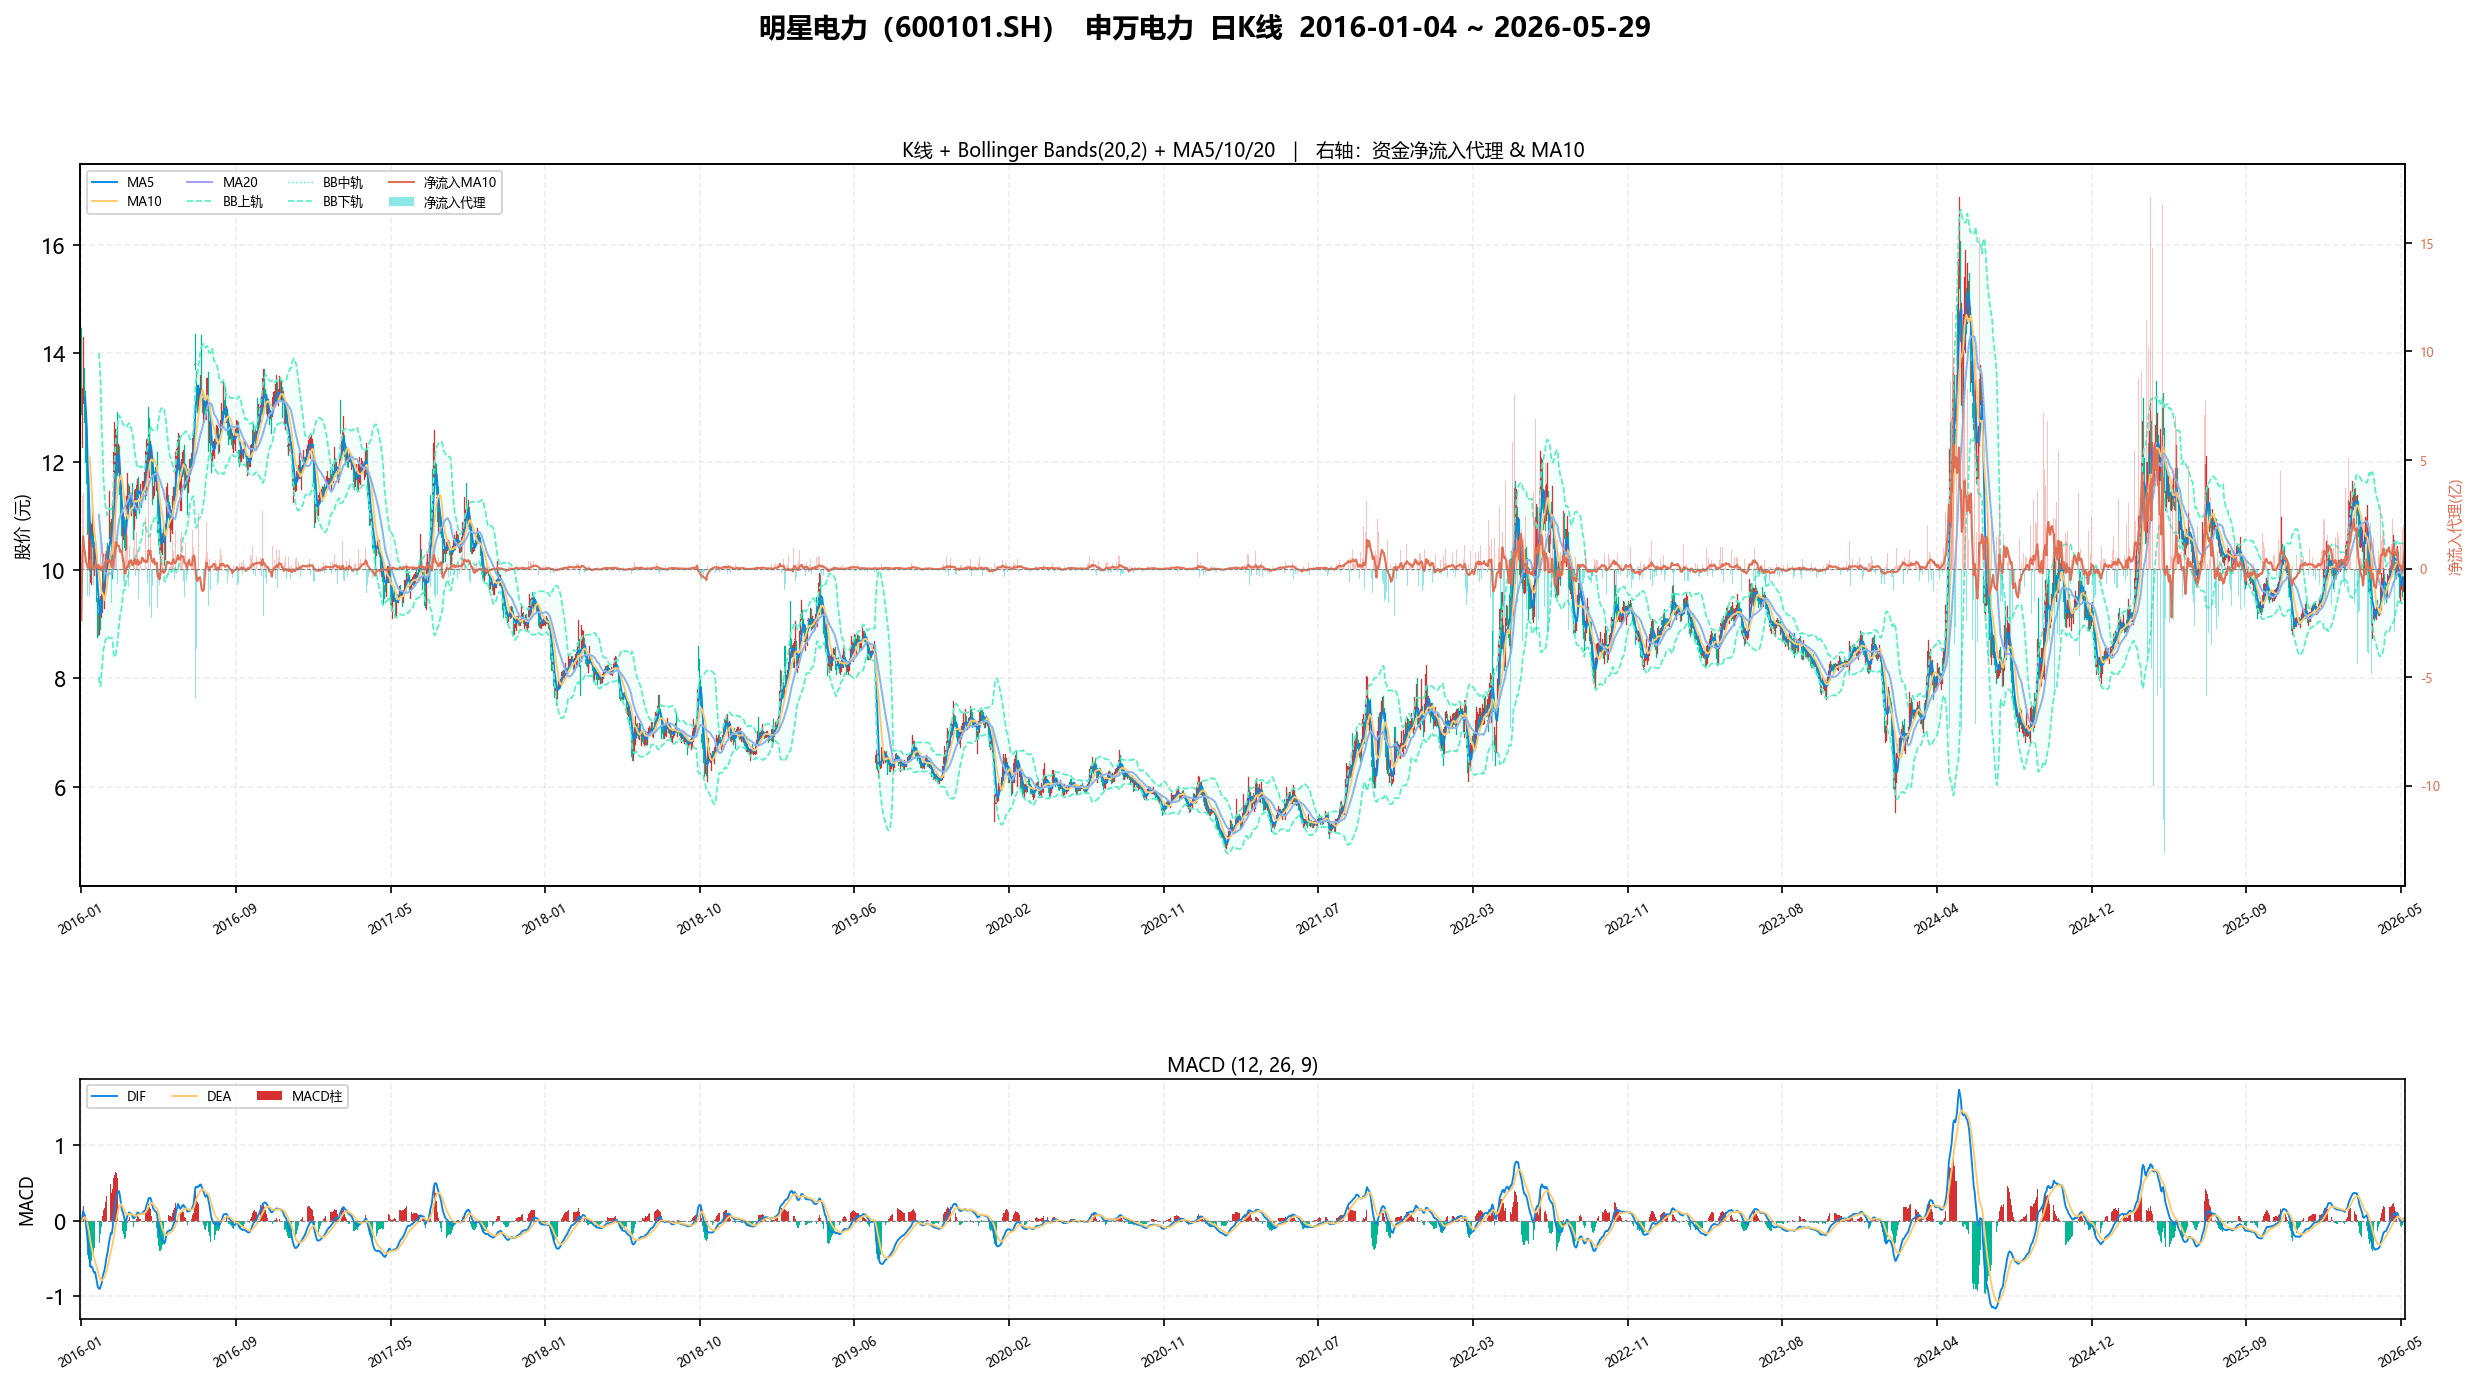 明星电力（600101.SH） 申万电力 日K线 2016-01-04 ~ 2026-05-29
K线 + Bollinger Bands(20,2) + MA5/10/20 | 右轴：资金净流入代理 & MA10
MA5 MA20 BB中轨 净流入MA10
MA10 BB上轨 BB下轨 净流入代理
股价 (元)
16
14
12
10
8
6
15
10
5
0
-5
-10
净流入代理(亿)
2016-01 2016-09 2017-05 2018-01 2018-10 2019-06 2020-02 2020-11 2021-07 2022-03 2022-11 2023-08 2024-04 2024-12 2025-09 2026-05
MACD (12, 26, 9)
DIF DEA MACD柱
MACD
1
0
-1
2016-01 2016-09 2017-05 2018-01 2018-10 2019-06 2020-02 2020-11 2021-07 2022-03 2022-11 2023-08 2024-04 2024-12 2025-09 2026-05